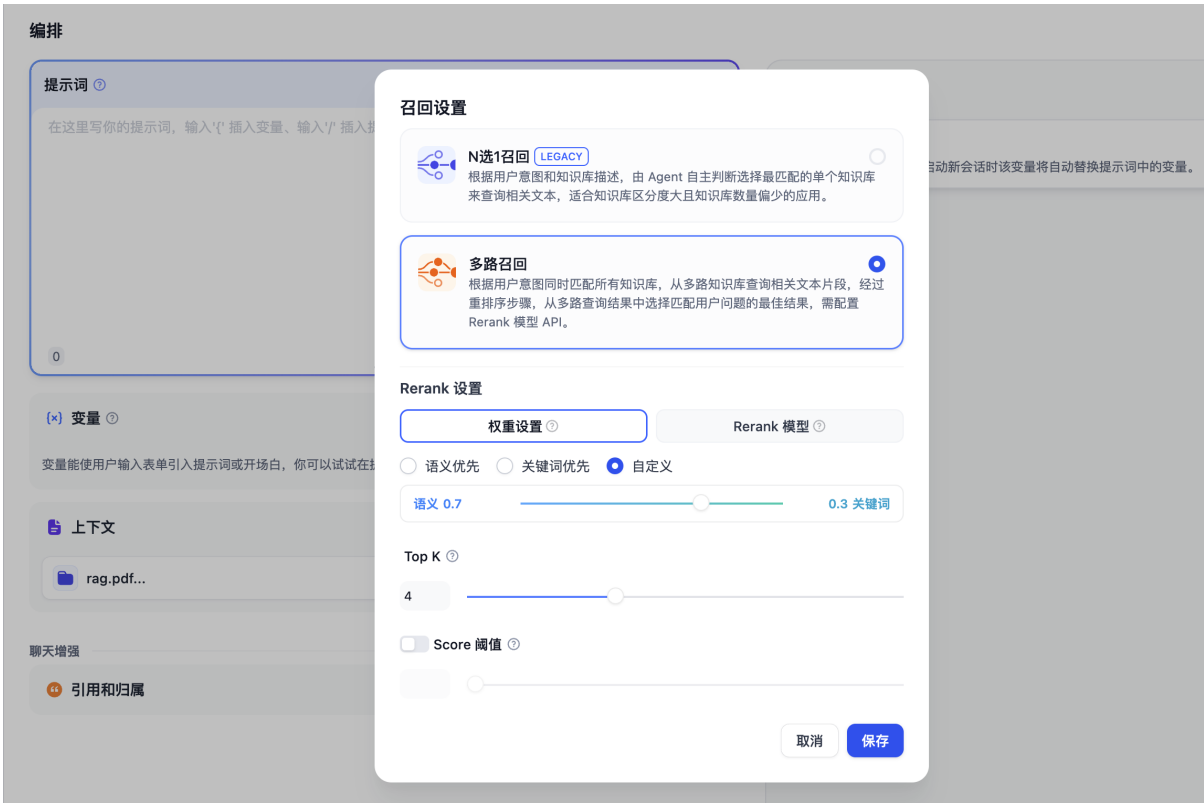 编排
提示词
在这里写你的提示词，输入'{' 插入变量、输入'/' 插入提
0
{x} 变量
变量能使用户输入表单引入提示词或开场白，你可以试试在提
上下文
rag.pdf...
聊天增强
引用和归属
启动新会话时该变量将自动替换提示词中的变量。
召回设置
N选1召回 LEGACY
根据用户意图和知识库描述，由 Agent 自主判断选择最匹配的单个知识库
来查询相关文本，适合知识库区分度大且知识库数量偏少的应用。
多路召回
根据用户意图同时匹配所有知识库，从多路知识库查询相关文本片段，经过
重排序步骤，从多路查询结果中选择匹配用户问题的最佳结果，需配置
Rerank 模型 API。
Rerank 设置
权重设置 Rerank 模型
语义优先 关键词优先 自定义
语义 0.7 0.3 关键词
Top K
4
Score 阈值
取消 保存